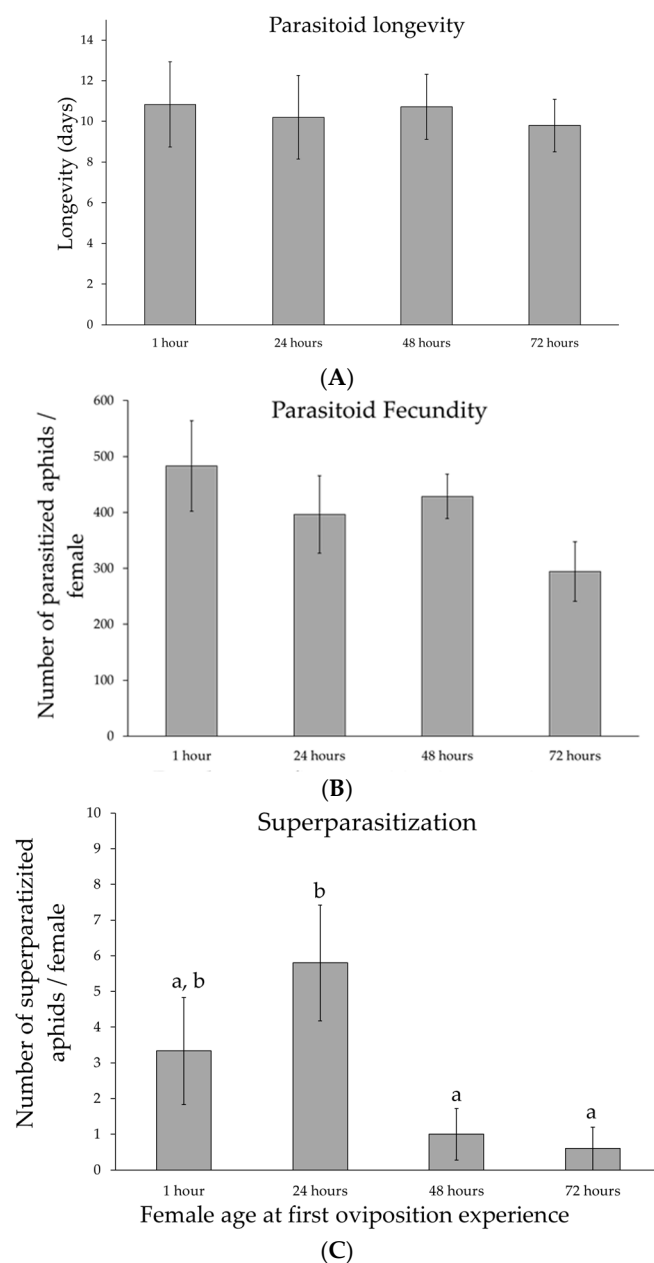 Parasitoid longevity
Longevity (days)
14
12
10
8
6
4
2
0
1 hour 24 hours 48 hours 72 hours
(A)
Parasitoid Fecundity
Number of parasitized aphids /
female
600
500
400
300
200
100
0
1 hour 24 hours 48 hours 72 hours
(B)
Superparasitization
Number of superparatizited
aphids / female
10
9
8
7
6
5
4
3
2
1
0
a, b
b
a
a
1 hour 24 hours 48 hours 72 hours
Female age at first oviposition experience
(C)